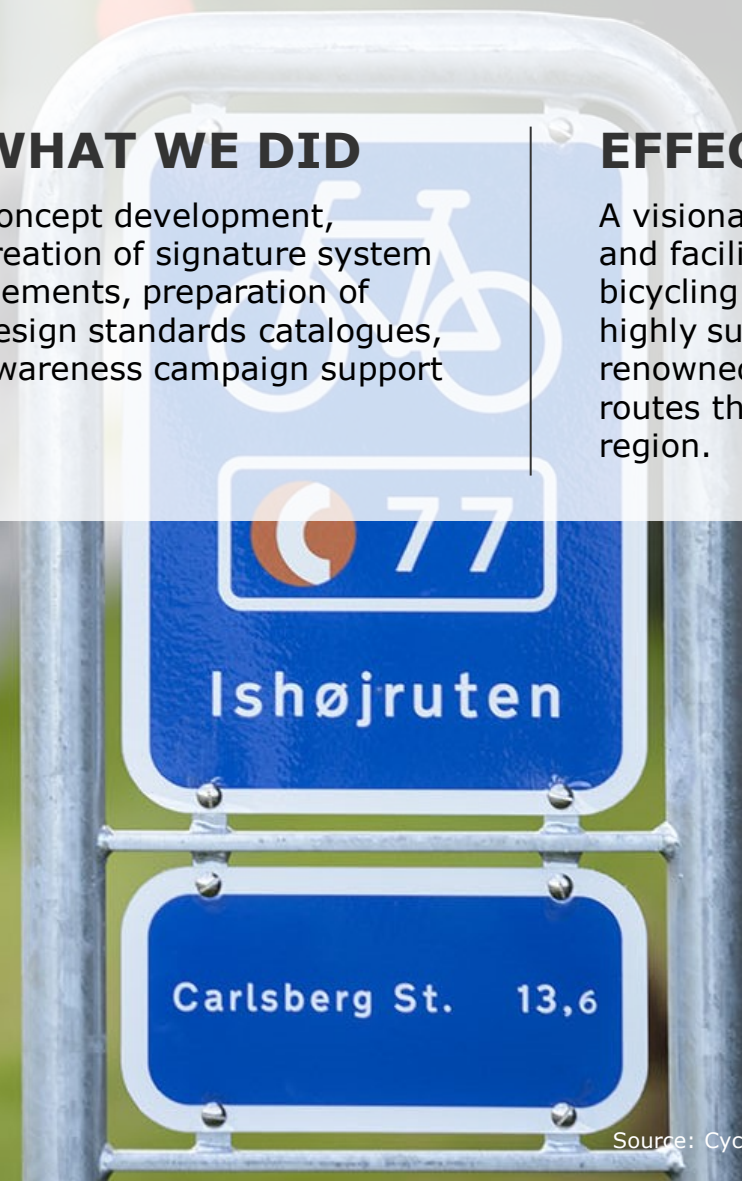 WHAT WE DID
oncept development,
reation of signature system
ements, preparation of
esign standards catalogues,
wareness campaign support
EFFEC
A visiona
and facili
bicycling
highly su
renowned
routes th
region.
77
Ishøjruten
Carlsberg St. 13,6
Source: Cyc